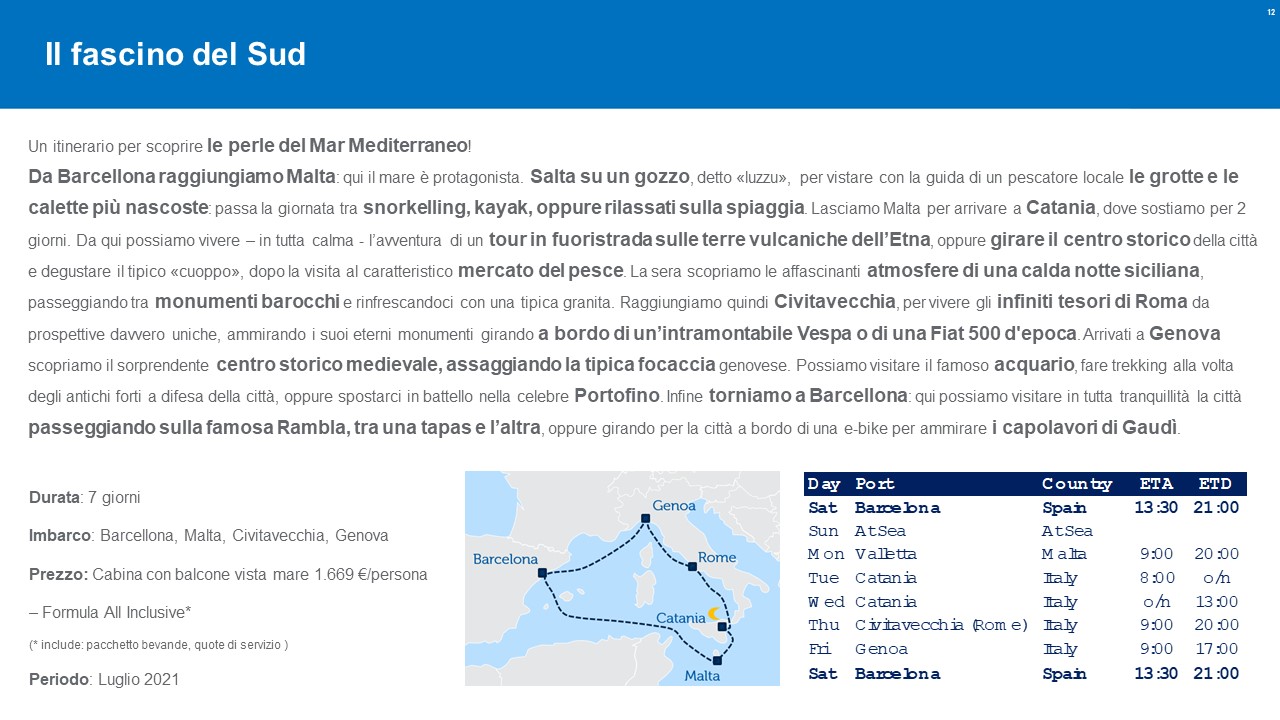 12
Il fascino del Sud
Un itinerario per scoprire le perle del Mar Mediterraneo!
Da Barcellona raggiungiamo Malta: qui il mare è protagonista. Salta su un gozzo, detto «luzzu», per vistare con la guida di un pescatore locale le grotte e le
calette più nascoste: passa la giornata tra snorkelling, kayak, oppure rilassati sulla spiaggia. Lasciamo Malta per arrivare a Catania, dove sostiamo per 2
giorni. Da qui possiamo vivere – in tutta calma - l'avventura di un tour in fuoristrada sulle terre vulcaniche dell'Etna, oppure girare il centro storico della città
e degustare il tipico «cuoppo», dopo la visita al caratteristico mercato del pesce. La sera scopriamo le affascinanti atmosfere di una calda notte siciliana,
passeggiando tra monumenti barocchi e rinfrescandoci con una tipica granita. Raggiungiamo quindi Civitavecchia, per vivere gli infiniti tesori di Roma da
prospettive davvero uniche, ammirando i suoi eterni monumenti girando a bordo di un'intramontabile Vespa o di una Fiat 500 d'epoca. Arrivati a Genova
scopriamo il sorprendente centro storico medievale, assaggiando la tipica focaccia genovese. Possiamo visitare il famoso acquario, fare trekking alla volta
degli antichi forti a difesa della città, oppure spostarci in battello nella celebre Portofino. Infine torniamo a Barcellona: qui possiamo visitare in tutta tranquillità la città
passeggiando sulla famosa Rambla, tra una tapas e l'altra, oppure girando per la città a bordo di una e-bike per ammirare i capolavori di Gaudì.
Durata: 7 giorni
Imbarco: Barcellona, Malta, Civitavecchia, Genova
Prezzo: Cabina con balcone vista mare 1.669 €/persona
– Formula All Inclusive*
(* include: pacchetto bevande, quote di servizio )
Periodo: Luglio 2021
Genoa
Barcelona
Rome
Catania
Malta
Day Port Country ETA ETD
Sat Barcelona Spain 13:30 21:00
Sun At Sea At Sea
Mon Valletta Malta 9:00 20:00
Tue Catania Italy 8:00 o/n
Wed Catania Italy o/n 13:00
Thu Civitavecchia (Rome) Italy 9:00 20:00
Fri Genoa Italy 9:00 17:00
Sat Barcelona Spain 13:30 21:00